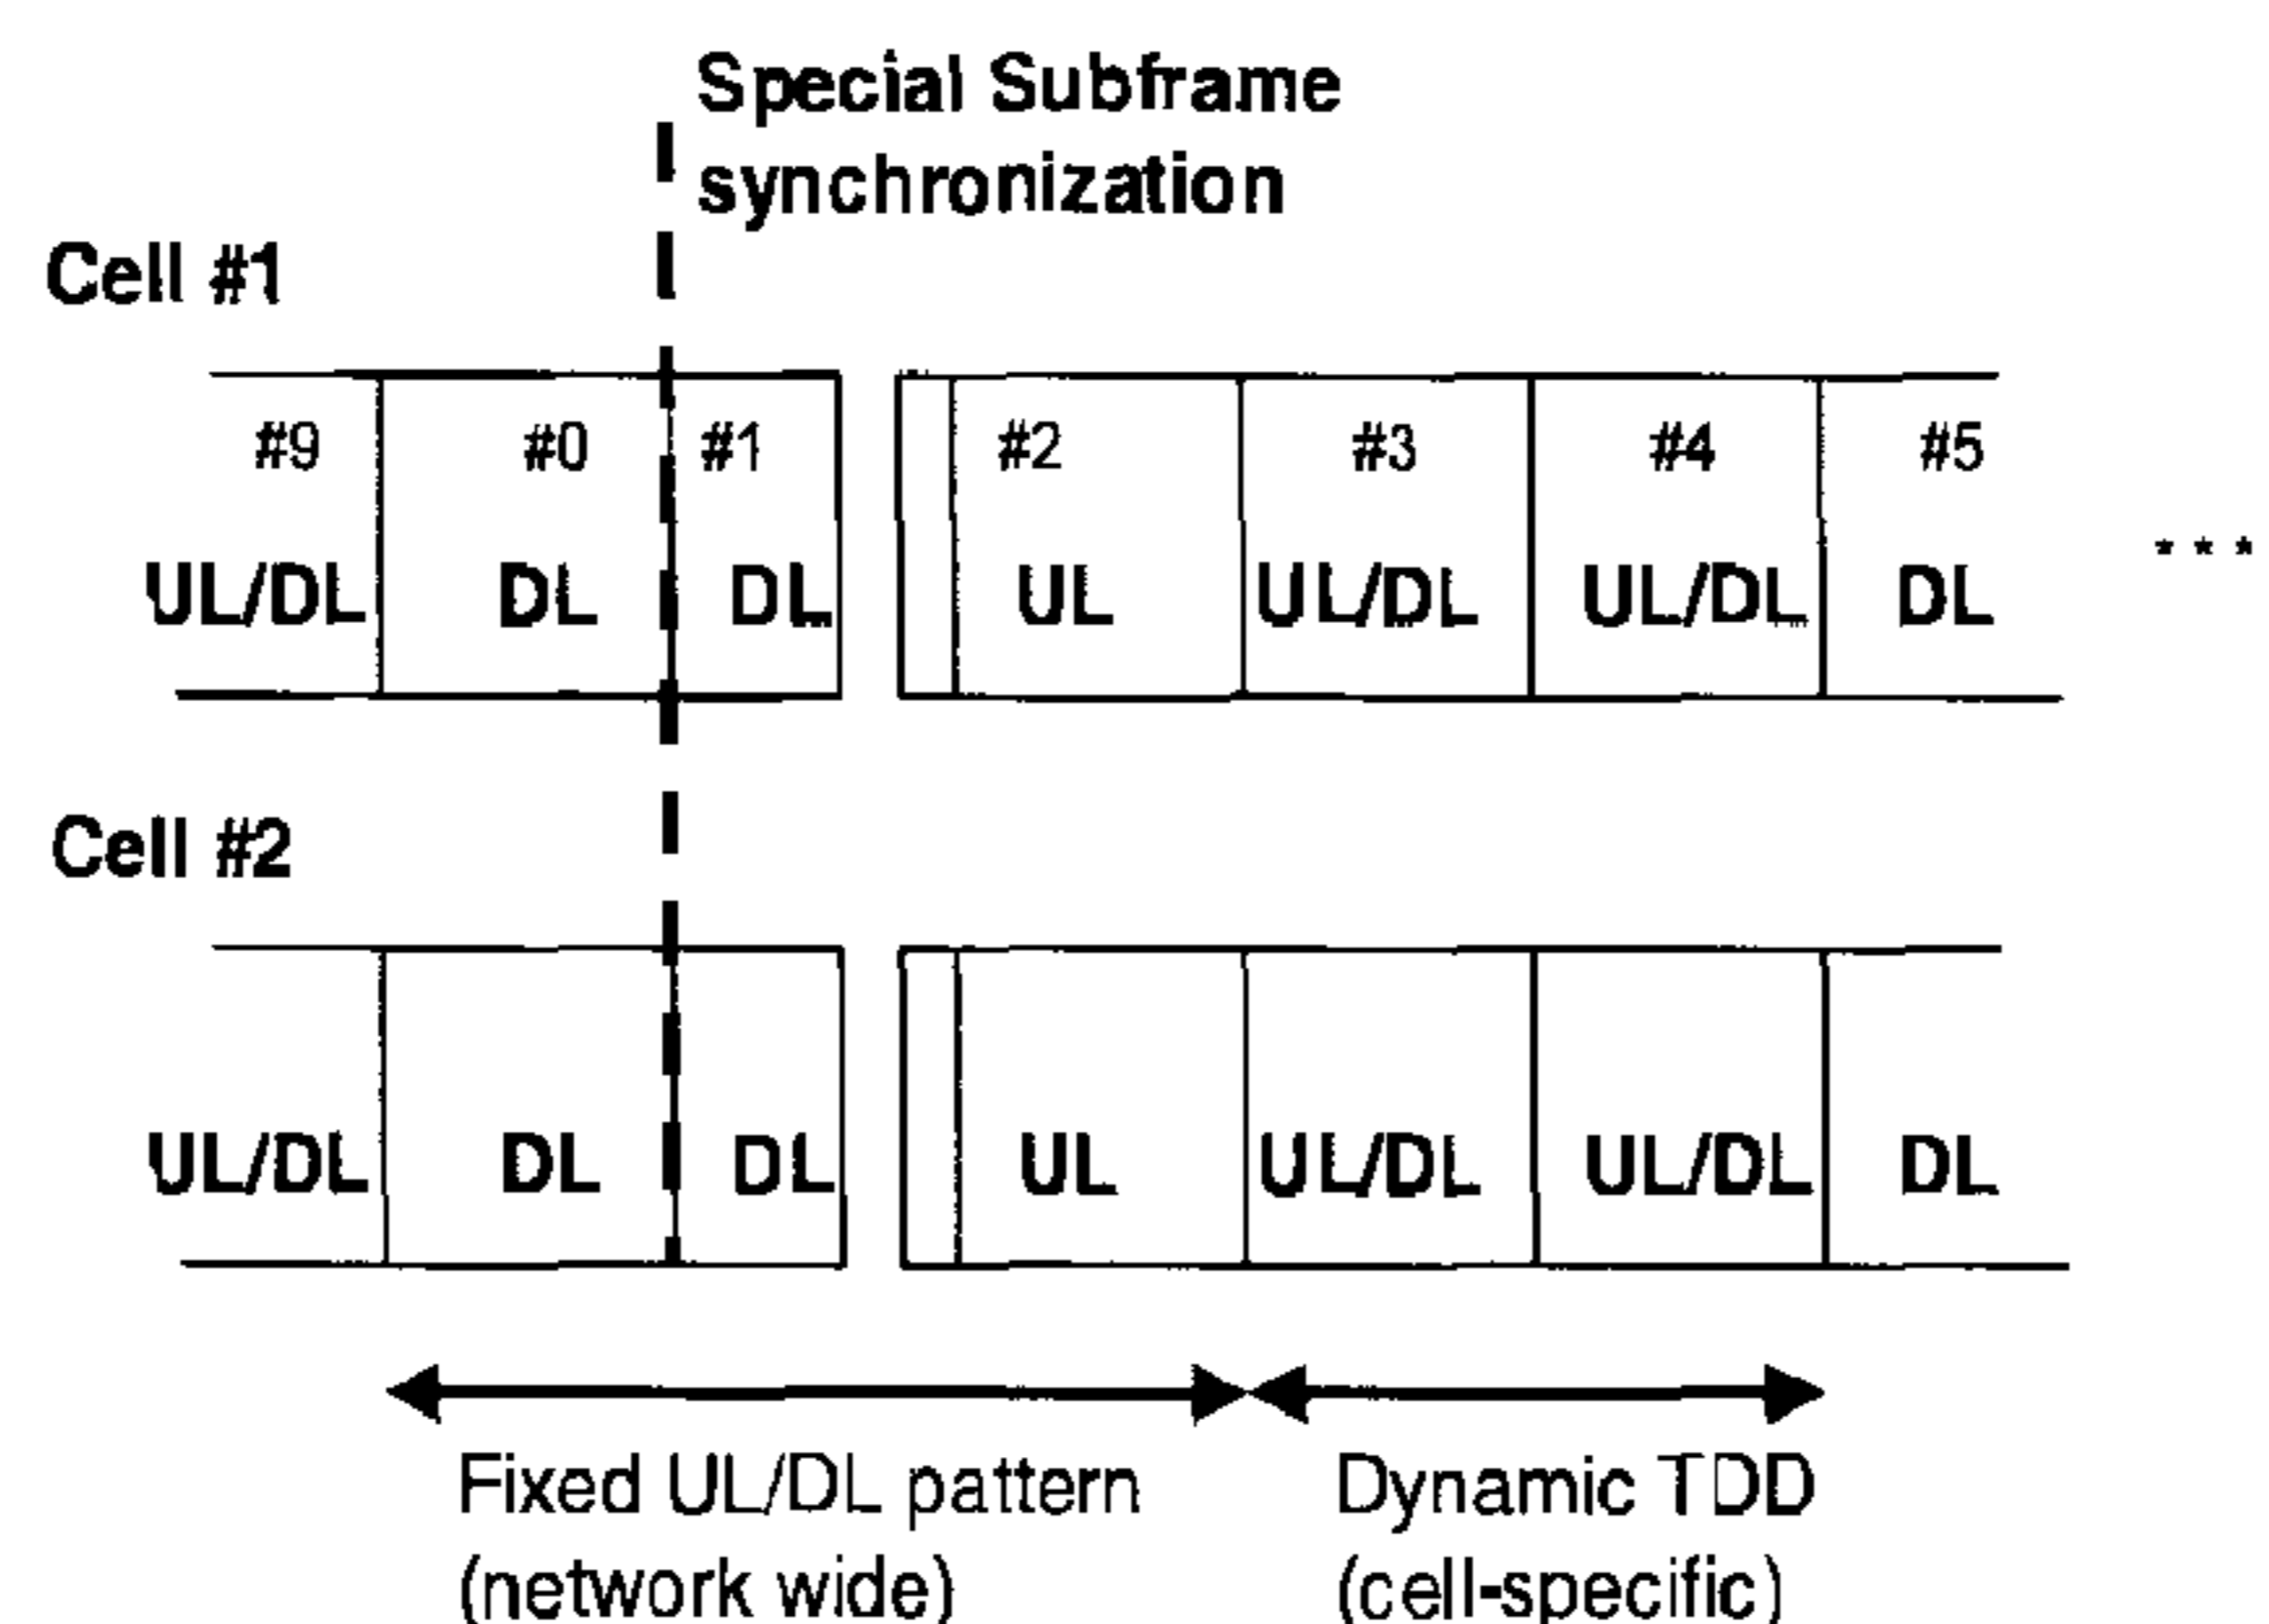 Special Subframe
synchronization
Cell #1
#9 #0 #1 #2 #3 #4 #5
UL/DL DL DL UL UL/DL UL/DL DL
* * *
Cell #2
UL/DL DL DL UL UL/DL UL/DL DL
Fixed UL/DL pattern
(network wide)
Dynamic TDD
(cell-specific)